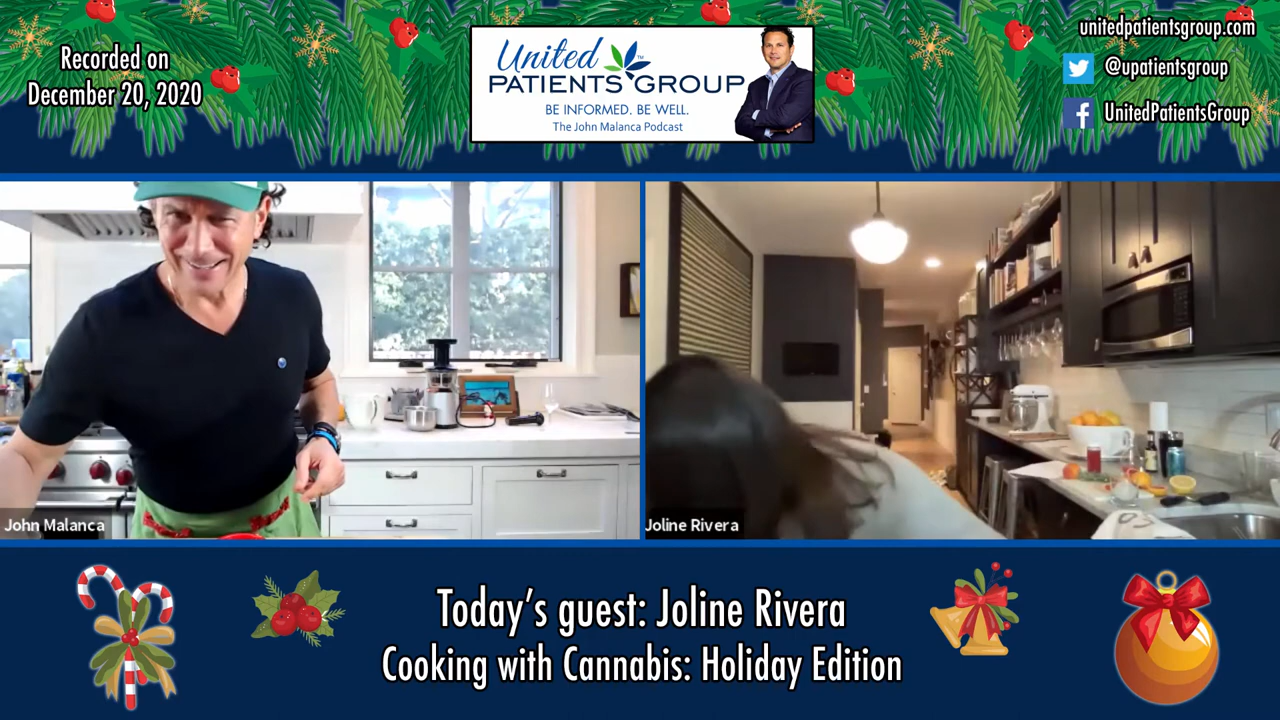 Recorded on
December 20, 2020
United
PATIENTS GROUP
TM
BE INFORMED. BE WELL.
The John Malanca Podcast
unitedpatientsgroup.com
@upatientsgroup
UnitedPatientsGroup
John Malanca
Joline Rivera
Today's guest: Joline Rivera
Cooking with Cannabis: Holiday Edition